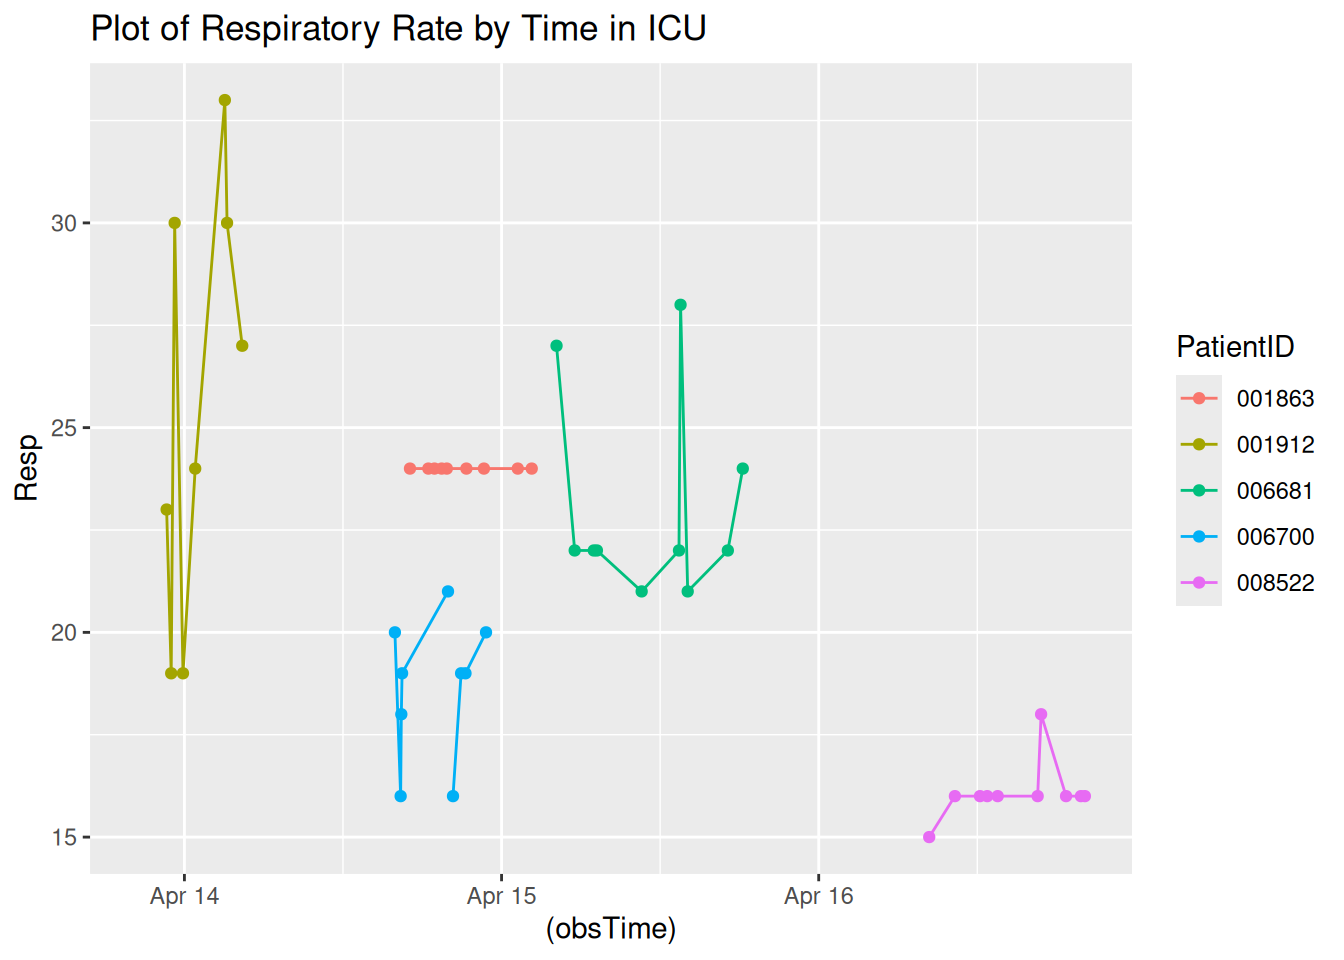 Plot of Respiratory Rate by Time in ICU
Resp
30
25
20
15
Apr 14
Apr 15
Apr 16
(obsTime)
PatientID
001863
001912
006681
006700
008522